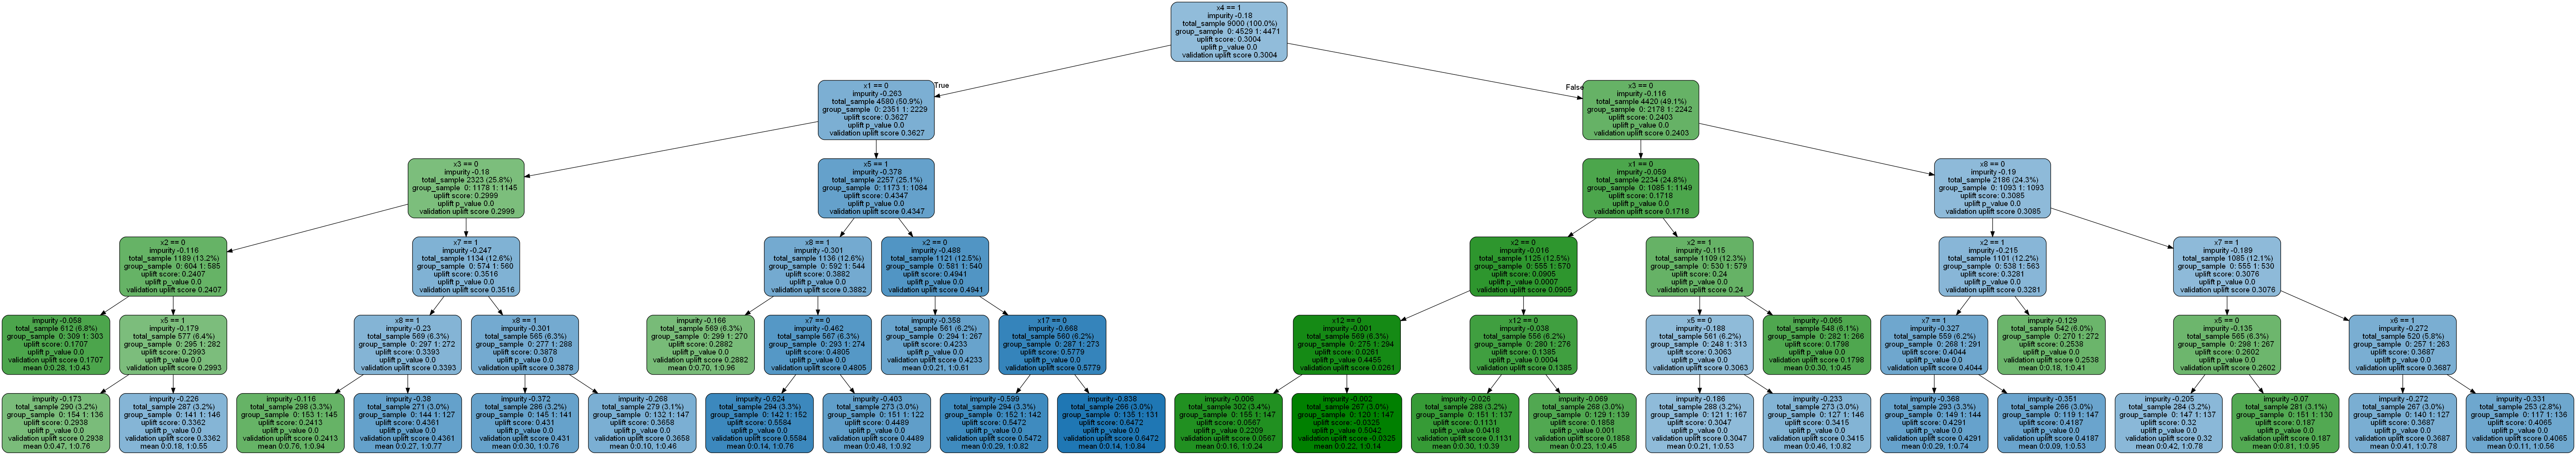 x4 == 1
impurity -0.18
total_sample 9000 (100.0%)
group_sample 0: 4529 1: 4471
uplift score: 0.3004
uplift p_value 0.0
validation uplift score 0.3004
True
False
x1 == 0
impurity -0.263
total_sample 4580 (50.9%)
group_sample 0: 2351 1: 2229
uplift score: 0.3627
uplift p_value 0.0
validation uplift score 0.3627
x3 == 0
impurity -0.116
total_sample 4420 (49.1%)
group_sample 0: 2178 1: 2242
uplift score: 0.2403
uplift p_value 0.0
validation uplift score 0.2403
x3 == 0
impurity -0.18
total_sample 2323 (25.8%)
group_sample 0: 1178 1: 1145
uplift score: 0.2999
uplift p_value 0.0
validation uplift score 0.2999
x5 == 1
impurity -0.378
total_sample 2257 (25.1%)
group_sample 0: 1173 1: 1084
uplift score: 0.4347
uplift p_value 0.0
validation uplift score 0.4347
x1 == 0
impurity -0.059
total_sample 2234 (24.8%)
group_sample 0: 1085 1: 1149
uplift score: 0.1718
uplift p_value 0.0
validation uplift score 0.1718
x8 == 0
impurity -0.19
total_sample 2186 (24.3%)
group_sample 0: 1093 1: 1093
uplift score: 0.3085
uplift p_value 0.0
validation uplift score 0.3085
x2 == 0
impurity -0.116
total_sample 1189 (13.2%)
group_sample 0: 604 1: 585
uplift score: 0.2407
uplift p_value 0.0
validation uplift score 0.2407
x7 == 1
impurity -0.247
total_sample 1134 (12.6%)
group_sample 0: 574 1: 560
uplift score: 0.3516
uplift p_value 0.0
validation uplift score 0.3516
x8 == 1
impurity -0.301
total_sample 1136 (12.6%)
group_sample 0: 592 1: 544
uplift score: 0.3882
uplift p_value 0.0
validation uplift score 0.3882
x2 == 0
impurity -0.488
total_sample 1121 (12.5%)
group_sample 0: 581 1: 540
uplift score: 0.4941
uplift p_value 0.0
validation uplift score 0.4941
x2 == 0
impurity -0.016
total_sample 1125 (12.5%)
group_sample 0: 555 1: 570
uplift score: 0.0905
uplift p_value 0.0007
validation uplift score 0.0905
x2 == 1
impurity -0.115
total_sample 1109 (12.3%)
group_sample 0: 530 1: 579
uplift score: 0.24
uplift p_value 0.0
validation uplift score 0.24
x2 == 1
impurity -0.215
total_sample 1101 (12.2%)
group_sample 0: 538 1: 563
uplift score: 0.3281
uplift p_value 0.0
validation uplift score 0.3281
x7 == 1
impurity -0.189
total_sample 1085 (12.1%)
group_sample 0: 555 1: 530
uplift score: 0.3076
uplift p_value 0.0
validation uplift score 0.3076
impurity -0.058
total_sample 612 (6.8%)
group_sample 0: 309 1: 303
uplift score: 0.1707
uplift p_value 0.0
validation uplift score 0.1707
mean 0:0.28, 1:0.43
x5 == 1
impurity -0.179
total_sample 577 (6.4%)
group_sample 0: 295 1: 282
uplift score: 0.2993
uplift p_value 0.0
validation uplift score 0.2993
x8 == 1
impurity -0.23
total_sample 569 (6.3%)
group_sample 0: 297 1: 272
uplift score: 0.3393
uplift p_value 0.0
validation uplift score 0.3393
x8 == 1
impurity -0.301
total_sample 565 (6.3%)
group_sample 0: 277 1: 288
uplift score: 0.3878
uplift p_value 0.0
validation uplift score 0.3878
impurity -0.166
total_sample 569 (6.3%)
group_sample 0: 299 1: 270
uplift score: 0.2882
uplift p_value 0.0
validation uplift score 0.2882
mean 0:0.70, 1:0.96
x7 == 0
impurity -0.462
total_sample 567 (6.3%)
group_sample 0: 293 1: 274
uplift score: 0.4805
uplift p_value 0.0
validation uplift score 0.4805
impurity -0.358
total_sample 561 (6.2%)
group_sample 0: 294 1: 267
uplift score: 0.4233
uplift p_value 0.0
validation uplift score 0.4233
mean 0:0.21, 1:0.61
x17 == 0
impurity -0.668
total_sample 560 (6.2%)
group_sample 0: 287 1: 273
uplift score: 0.5779
uplift p_value 0.0
validation uplift score 0.5779
x12 == 0
impurity -0.001
total_sample 569 (6.3%)
group_sample 0: 275 1: 294
uplift score: 0.0261
uplift p_value 0.4455
validation uplift score 0.0261
x12 == 0
impurity -0.038
total_sample 556 (6.2%)
group_sample 0: 280 1: 276
uplift score: 0.1385
uplift p_value 0.0004
validation uplift score 0.1385
x5 == 0
impurity -0.188
total_sample 561 (6.2%)
group_sample 0: 248 1: 313
uplift score: 0.3063
uplift p_value 0.0
validation uplift score 0.3063
impurity -0.065
total_sample 548 (6.1%)
group_sample 0: 282 1: 266
uplift score: 0.1798
uplift p_value 0.0
validation uplift score 0.1798
mean 0:0.30, 1:0.45
x7 == 1
impurity -0.327
total_sample 559 (6.2%)
group_sample 0: 268 1: 291
uplift score: 0.4044
uplift p_value 0.0
validation uplift score 0.4044
impurity -0.129
total_sample 542 (6.0%)
group_sample 0: 270 1: 272
uplift score: 0.2538
uplift p_value 0.0
validation uplift score 0.2538
mean 0:0.18, 1:0.41
x5 == 0
impurity -0.135
total_sample 565 (6.3%)
group_sample 0: 298 1: 267
uplift score: 0.2602
uplift p_value 0.0
validation uplift score 0.2602
x6 == 1
impurity -0.272
total_sample 520 (5.8%)
group_sample 0: 257 1: 263
uplift score: 0.3687
uplift p_value 0.0
validation uplift score 0.3687
impurity -0.173
total_sample 290 (3.2%)
group_sample 0: 154 1: 136
uplift score: 0.2938
uplift p_value 0.0
validation uplift score 0.2938
mean 0:0.47, 1:0.76
impurity -0.226
total_sample 287 (3.2%)
group_sample 0: 141 1: 146
uplift score: 0.3362
uplift p_value 0.0
validation uplift score 0.3362
mean 0:0.18, 1:0.55
impurity -0.116
total_sample 298 (3.3%)
group_sample 0: 153 1: 145
uplift score: 0.2413
uplift p_value 0.0
validation uplift score 0.2413
mean 0:0.76, 1:0.94
impurity -0.38
total_sample 271 (3.0%)
group_sample 0: 144 1: 127
uplift score: 0.4361
uplift p_value 0.0
validation uplift score 0.4361
mean 0:0.27, 1:0.77
impurity -0.372
total_sample 286 (3.2%)
group_sample 0: 145 1: 141
uplift score: 0.431
uplift p_value 0.0
validation uplift score 0.431
mean 0:0.30, 1:0.76
impurity -0.268
total_sample 279 (3.1%)
group_sample 0: 132 1: 147
uplift score: 0.3658
uplift p_value 0.0
validation uplift score 0.3658
mean 0:0.10, 1:0.46
impurity -0.624
total_sample 294 (3.3%)
group_sample 0: 142 1: 152
uplift score: 0.5584
uplift p_value 0.0
validation uplift score 0.5584
mean 0:0.14, 1:0.76
impurity -0.403
total_sample 273 (3.0%)
group_sample 0: 151 1: 122
uplift score: 0.4489
uplift p_value 0.0
validation uplift score 0.4489
mean 0:0.48, 1:0.92
impurity -0.599
total_sample 294 (3.3%)
group_sample 0: 152 1: 142
uplift score: 0.5472
uplift p_value 0.0
validation uplift score 0.5472
mean 0:0.29, 1:0.82
impurity -0.838
total_sample 266 (3.0%)
group_sample 0: 135 1: 131
uplift score: 0.6472
uplift p_value 0.0
validation uplift score 0.6472
mean 0:0.14, 1:0.84
impurity -0.006
total_sample 302 (3.4%)
group_sample 0: 155 1: 147
uplift score: 0.0567
uplift p_value 0.2209
validation uplift score 0.0567
mean 0:0.16, 1:0.24
impurity -0.002
total_sample 267 (3.0%)
group_sample 0: 120 1: 147
uplift score: -0.0325
uplift p_value 0.5042
validation uplift score -0.0325
mean 0:0.22, 1:0.14
impurity -0.026
total_sample 288 (3.2%)
group_sample 0: 151 1: 137
uplift score: 0.1131
uplift p_value 0.0418
validation uplift score 0.1131
mean 0:0.30, 1:0.39
impurity -0.069
total_sample 268 (3.0%)
group_sample 0: 129 1: 139
uplift score: 0.1858
uplift p_value 0.001
validation uplift score 0.1858
mean 0:0.23, 1:0.45
impurity -0.186
total_sample 288 (3.2%)
group_sample 0: 121 1: 167
uplift score: 0.3047
uplift p_value 0.0
validation uplift score 0.3047
mean 0:0.21, 1:0.53
impurity -0.233
total_sample 273 (3.0%)
group_sample 0: 127 1: 146
uplift score: 0.3415
uplift p_value 0.0
validation uplift score 0.3415
mean 0:0.46, 1:0.82
impurity -0.368
total_sample 293 (3.3%)
group_sample 0: 149 1: 144
uplift score: 0.4291
uplift p_value 0.0
validation uplift score 0.4291
mean 0:0.29, 1:0.74
impurity -0.351
total_sample 266 (3.0%)
group_sample 0: 119 1: 147
uplift score: 0.4187
uplift p_value 0.0
validation uplift score 0.4187
mean 0:0.09, 1:0.53
impurity -0.205
total_sample 284 (3.2%)
group_sample 0: 147 1: 137
uplift score: 0.32
uplift p_value 0.0
validation uplift score 0.32
mean 0:0.42, 1:0.78
impurity -0.07
total_sample 281 (3.1%)
group_sample 0: 151 1: 130
uplift score: 0.187
uplift p_value 0.0
validation uplift score 0.187
mean 0:0.81, 1:0.95
impurity -0.272
total_sample 267 (3.0%)
group_sample 0: 140 1: 127
uplift score: 0.3687
uplift p_value 0.0
validation uplift score 0.3687
mean 0:0.41, 1:0.78
impurity -0.331
total_sample 253 (2.8%)
group_sample 0: 117 1: 136
uplift score: 0.4065
uplift p_value 0.0
validation uplift score 0.4065
mean 0:0.11, 1:0.56